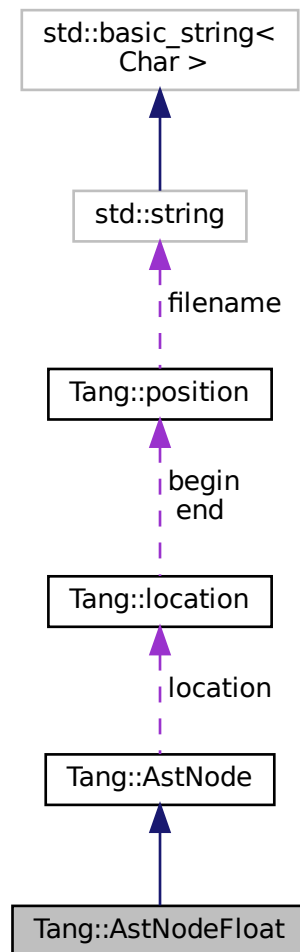 std::basic_string<
Char >
std::string
filename
Tang::position
begin
end
Tang::location
location
Tang::AstNode
Tang::AstNodeFloat